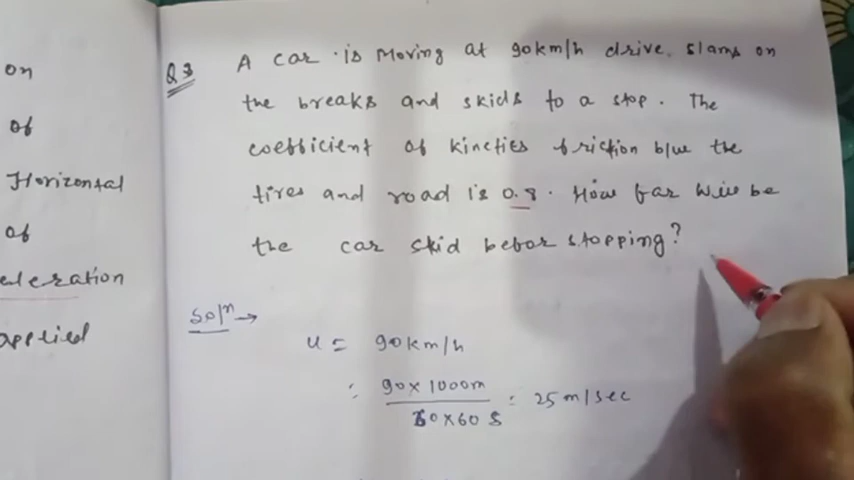 on
of
Horizontal
of
eleration
applied
Q3 A car is Moving at 90km/h drive slams on
the breaks and skids to a stop. The
coefficient of kinetics friction b/w the
tires and road is 0.8. How far will be
the car skid befor stopping?
Solⁿ →
u = 90km/h
= 90 × 1000m / 60 × 60 S = 25 m/sec